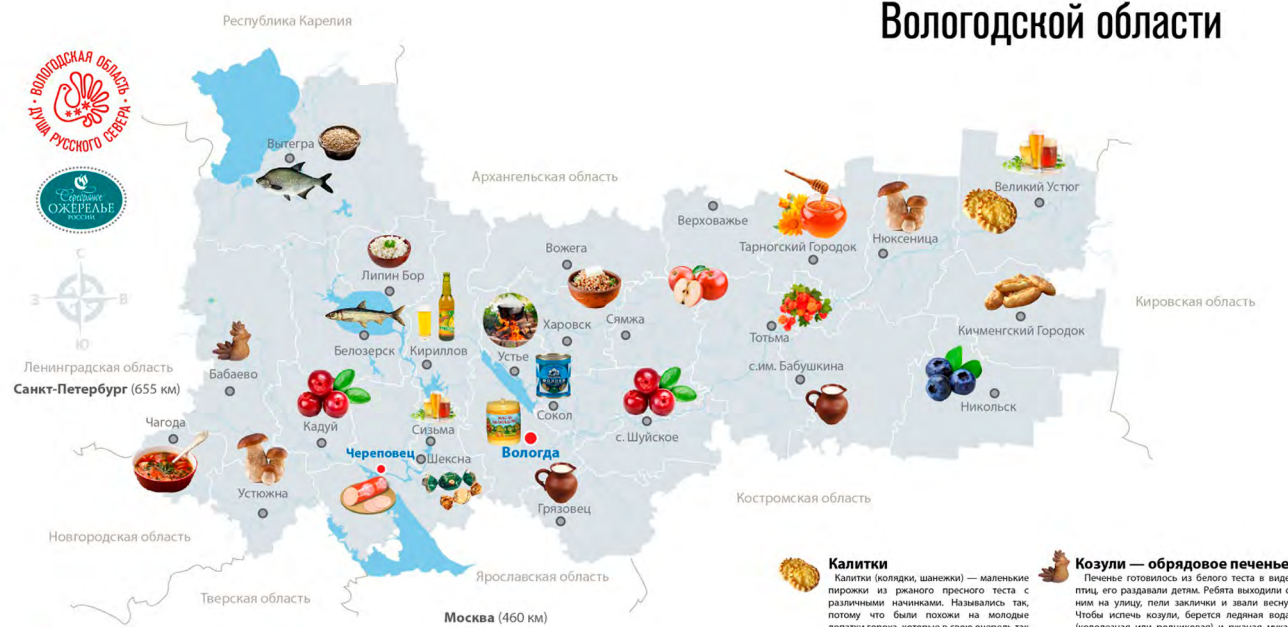 Вологодской области
Республика Карелия
ВОЛОГОДСКАЯ ОБЛАСТЬ
ДУША РУССКОГО СЕВЕРА
Серебряное
ОЖЕРЕЛЬЕ
РОССИИ
С
З
В
Ю
Вытегра
Архангельская область
Великий Устюг
Верховажье
Тарногский Городок
Нюксеница
Вожега
Липин Бор
Кировская область
Харовск
Сямжа
Кичменгский Городок
Тотьма
Белозерск
Кириллов
Устье
с.им. Бабушкина
Ленинградская область
Бабаево
Санкт-Петербург (655 км)
Никольск
Сокол
Чагода
Кадуй
Сизьма
с. Шуйское
Череповец
Шексна
Вологда
Устюжна
Грязовец
Костромская область
Новгородская область
Ярославская область
Тверская область
Москва (460 км)
Калитки
Калитки (колядки, шанежки) — маленькие
пирожки из ржаного пресного теста с
различными начинками. Назывались так,
потому что были похожи на молодые
Козули — обрядовое печенье
Печенье готовилось из белого теста в виде
птиц, его раздавали детям. Ребята выходили с
ним на улицу, пели заклички и звали весну.
Чтобы испечь козули, берется ледяная вода